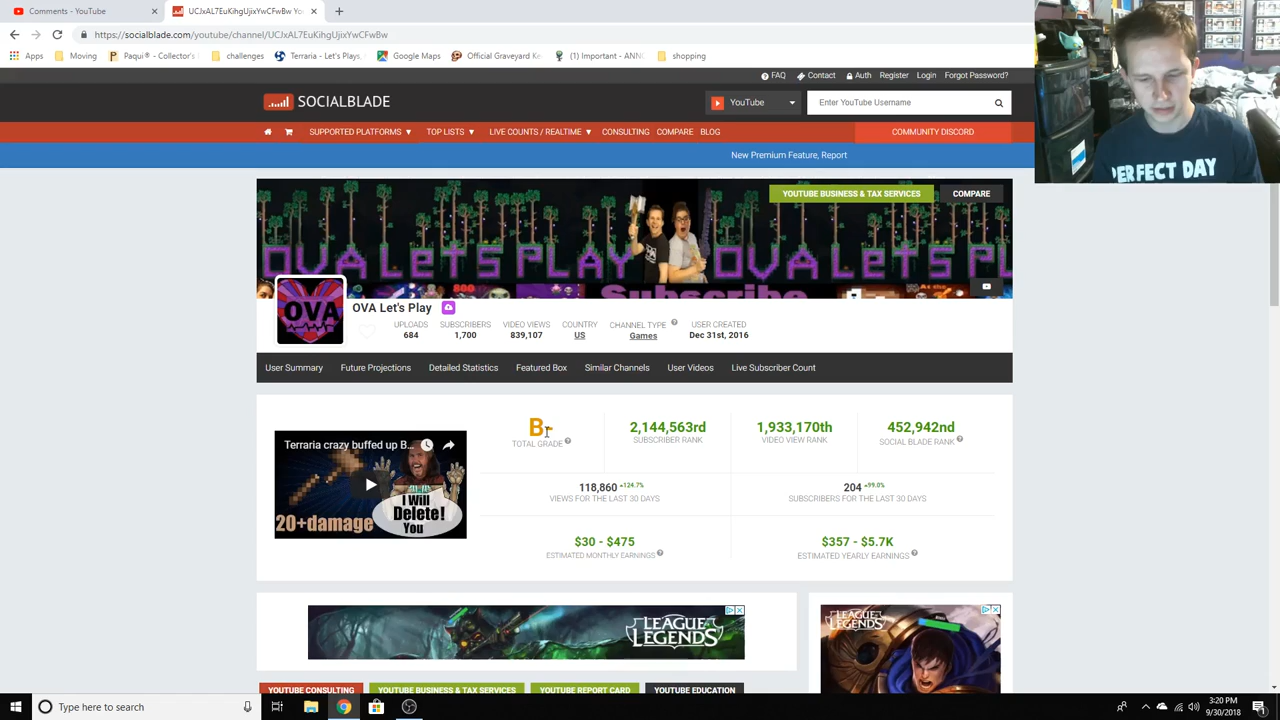 Comments - YouTube
UCJxAL7EuKihgUjixYwCFwBw Yo
https://socialblade.com/youtube/channel/UCJxAL7EuKihgUjixYwCFwBw
Apps Moving Paqui® - Collector's challenges Terraria - Let's Plays, Google Maps Official Graveyard Ke (1) Important - ANN shopping
FAQ Contact Auth Register Login Forgot Password?
SOCIALBLADE YouTube Enter YouTube Username
SUPPORTED PLATFORMS ▼ TOP LISTS ▼ LIVE COUNTS / REALTIME ▼ CONSULTING COMPARE BLOG COMMUNITY DISCORD
New Premium Feature, Report
YOUTUBE BUSINESS & TAX SERVICES COMPARE
OVA LET'S PLAY OVA LET'S PL
800 Subscribe
OVA
OVA Let's Play
UPLOADS SUBSCRIBERS VIDEO VIEWS COUNTRY CHANNEL TYPE USER CREATED
684 1,700 839,107 US Games Dec 31st, 2016
User Summary Future Projections Detailed Statistics Featured Box Similar Channels User Videos Live Subscriber Count
B- 2,144,563rd 1,933,170th 452,942nd
TOTAL GRADE SUBSCRIBER RANK VIDEO VIEW RANK SOCIAL BLADE RANK
Terraria crazy buffed up B...
I Will
Delete!
You
20+damage
118,860 124.7% 204 99.0%
VIEWS FOR THE LAST 30 DAYS SUBSCRIBERS FOR THE LAST 30 DAYS
$30 - $475 $357 - $5.7K
ESTIMATED MONTHLY EARNINGS ESTIMATED YEARLY EARNINGS
LEAGUE OF LEGENDS
LEAGUE OF LEGENDS
YOUTUBE CONSULTING YOUTUBE BUSINESS & TAX SERVICES YOUTUBE REPORT CARD YOUTUBE EDUCATION
PERFECT DAY
Type here to search
3:20 PM
9/30/2018